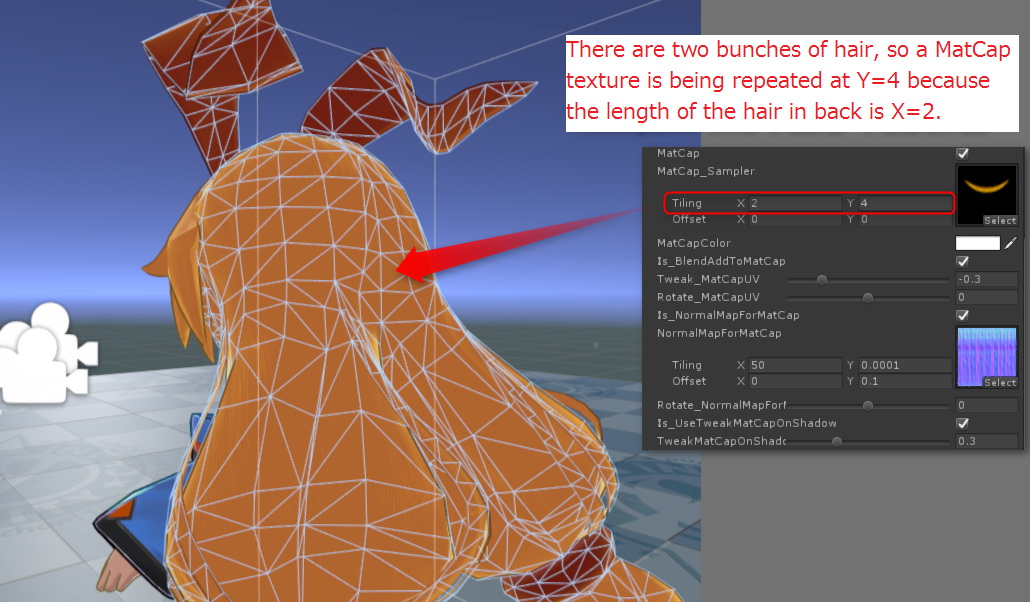 There are two bunches of hair, so a MatCap
texture is being repeated at Y=4 because
the length of the hair in back is X=2.
MatCap
MatCap_Sampler
Tiling X 2 Y 4
Offset X 0 Y 0
Select
MatCapColor
Is_BlendAddToMatCap
Tweak_MatCapUV -0.3
Rotate_MatCapUV 0
Is_NormalMapForMatCap
NormalMapForMatCap
Tiling X 50 Y 0.0001
Offset X 0 Y 0.1
Select
Rotate_NormalMapForM 0
Is_UseTweakMatCapOnShadow
TweakMatCapOnShado 0.3